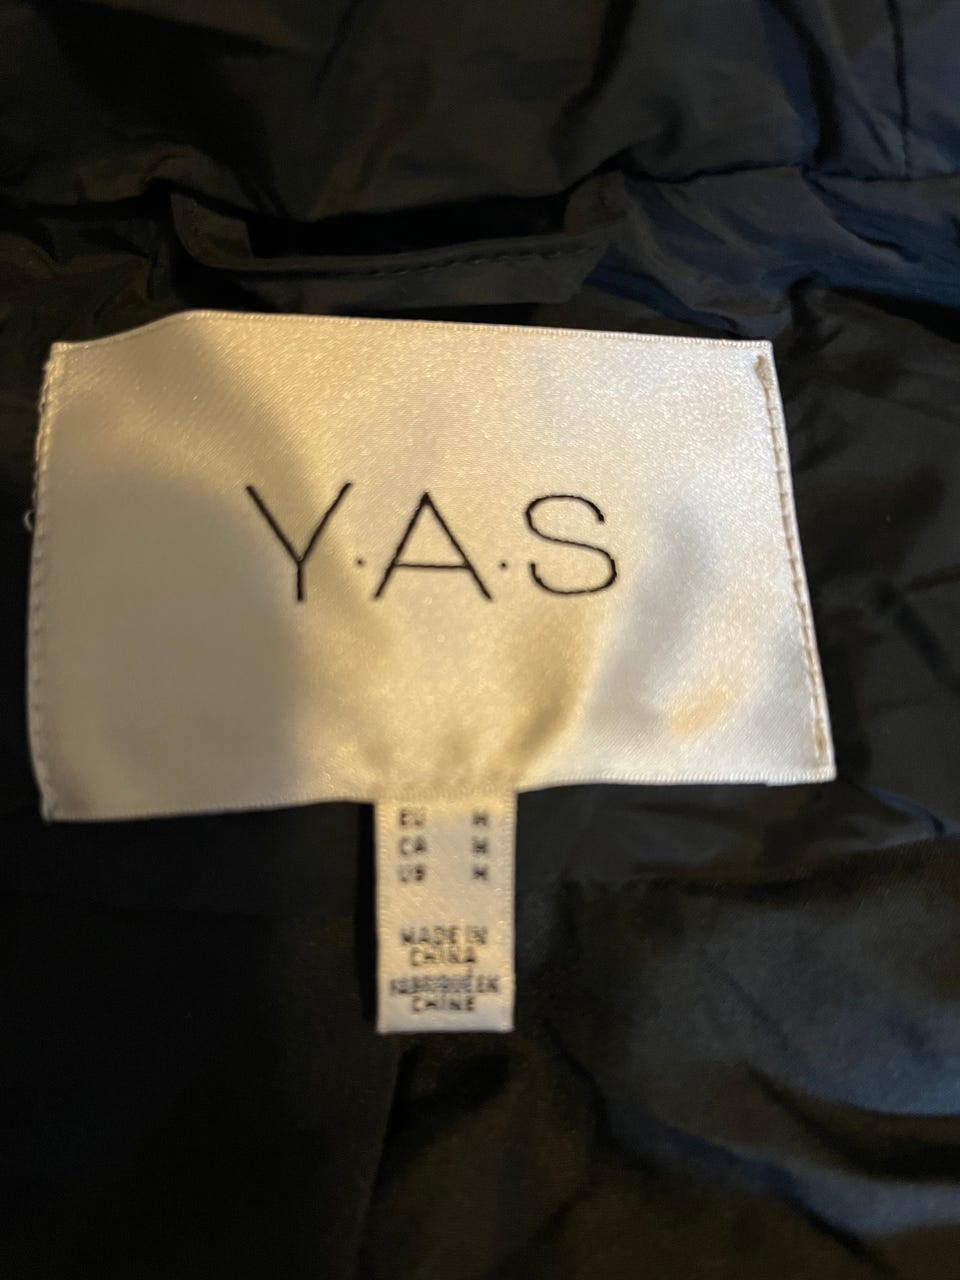 Y.A.S
EU M
CA M
US M
MADE IN
CHINA
FABRIQUÉ EN
CHINE